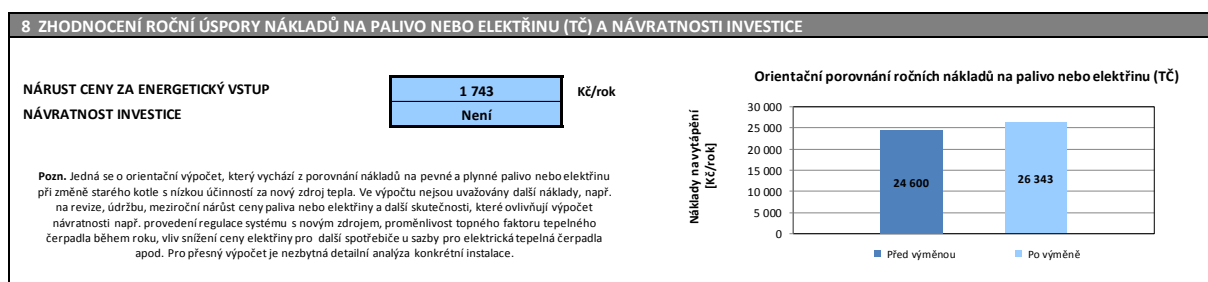 8 ZHODNOCENÍ ROČNÍ ÚSPORY NÁKLADŮ NA PALIVO NEBO ELEKTŘINU (TČ) A NÁVRATNOSTI INVESTICE
NÁRUST CENY ZA ENERGETICKÝ VSTUP 1 743 Kč/rok
NÁVRATNOST INVESTICE Není
Pozn. Jedná se o orientační výpočet, který vychází z porovnání nákladů na pevné a plynné palivo nebo elektřinu
při změně starého kotle s nízkou účinností za nový zdroj tepla. Ve výpočtu nejsou uvažovány další náklady, např.
na revize, údržbu, meziroční nárůst ceny paliva nebo elektřiny a další skutečnosti, které ovlivňují výpočet
návratnosti např. provedení regulace systému s novým zdrojem, proměnlivost topného faktoru tepelného
čerpadla během roku, vliv snížení ceny elektřiny pro další spotřebiče u sazby pro elektrická tepelná čerpadla
apod. Pro přesný výpočet je nezbytná detailní analýza konkrétní instalace.
Orientační porovnání ročních nákladů na palivo nebo elektřinu (TČ)
Náklady na vytápění
[Kč/rok]
30 000
25 000
20 000
15 000
10 000
5 000
0
24 600
26 343
Před výměnou
Po výměně